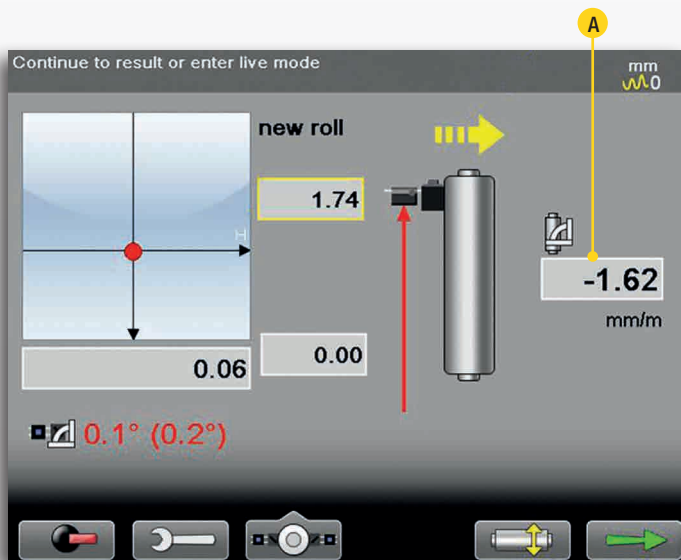 A
Continue to result or enter live mode
mm
0
new roll
H
1.74
-1.62
mm/m
0.00
0.06
0.1° (0.2°)